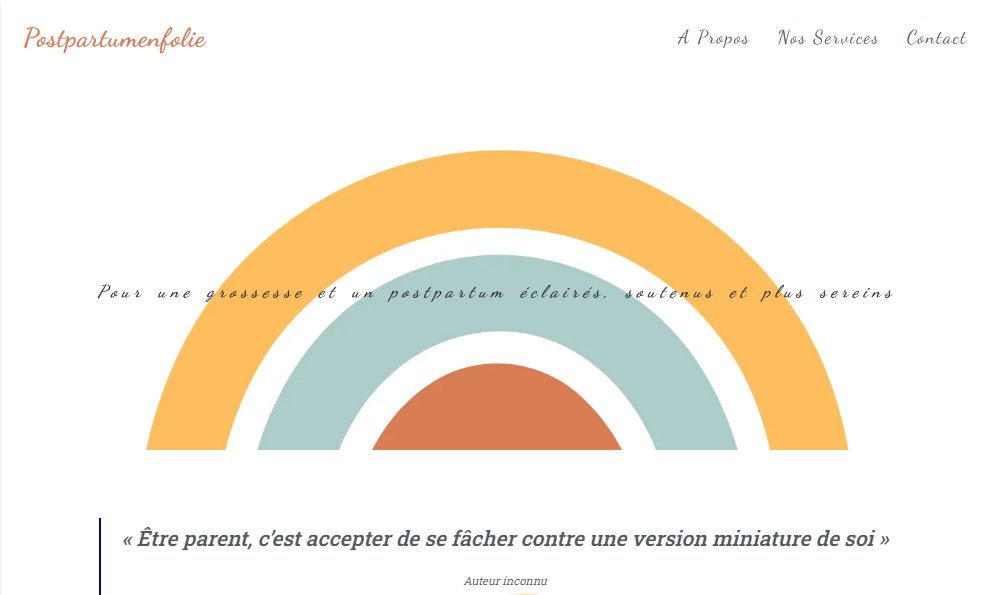 Postpartumenfolie
A Propos Nos Services Contact
Pour une grossesse et un postpartum éclairés, soutenus et plus sereins
« Être parent, c’est accepter de se fâcher contre une version miniature de soi »
Auteur inconnu